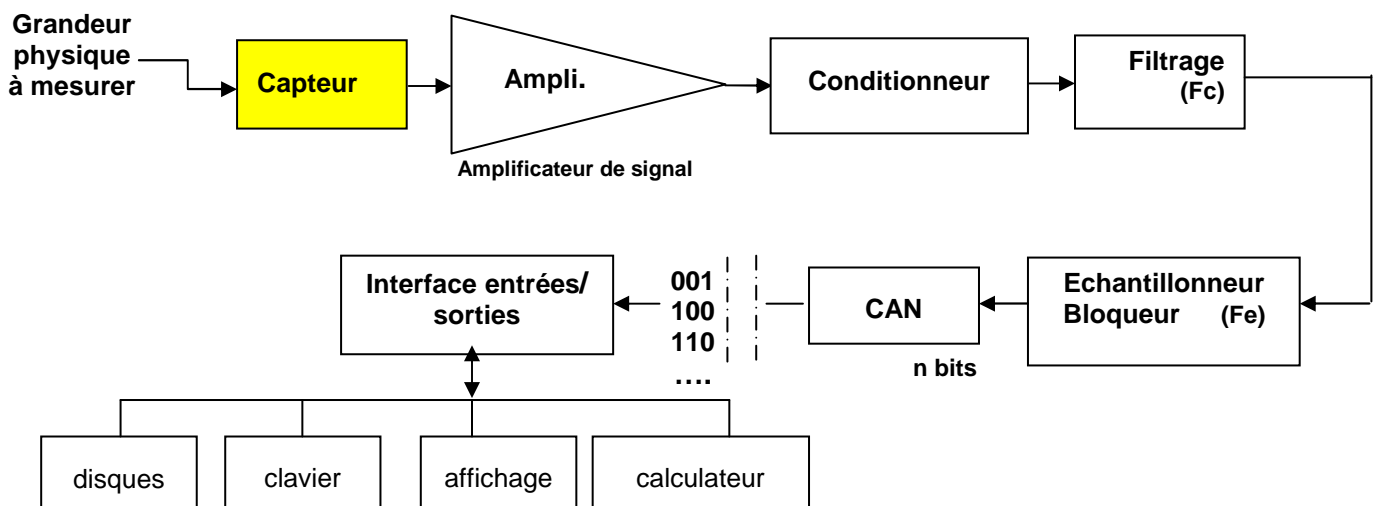 Grandeur
physique
à mesurer
Capteur
Ampli.
Amplificateur de signal
Conditionneur
Filtrage
(Fc)
Echantillonneur
Bloqueur (Fe)
CAN
n bits
001
100
110
....
Interface entrées/
sorties
disques
clavier
affichage
calculateur